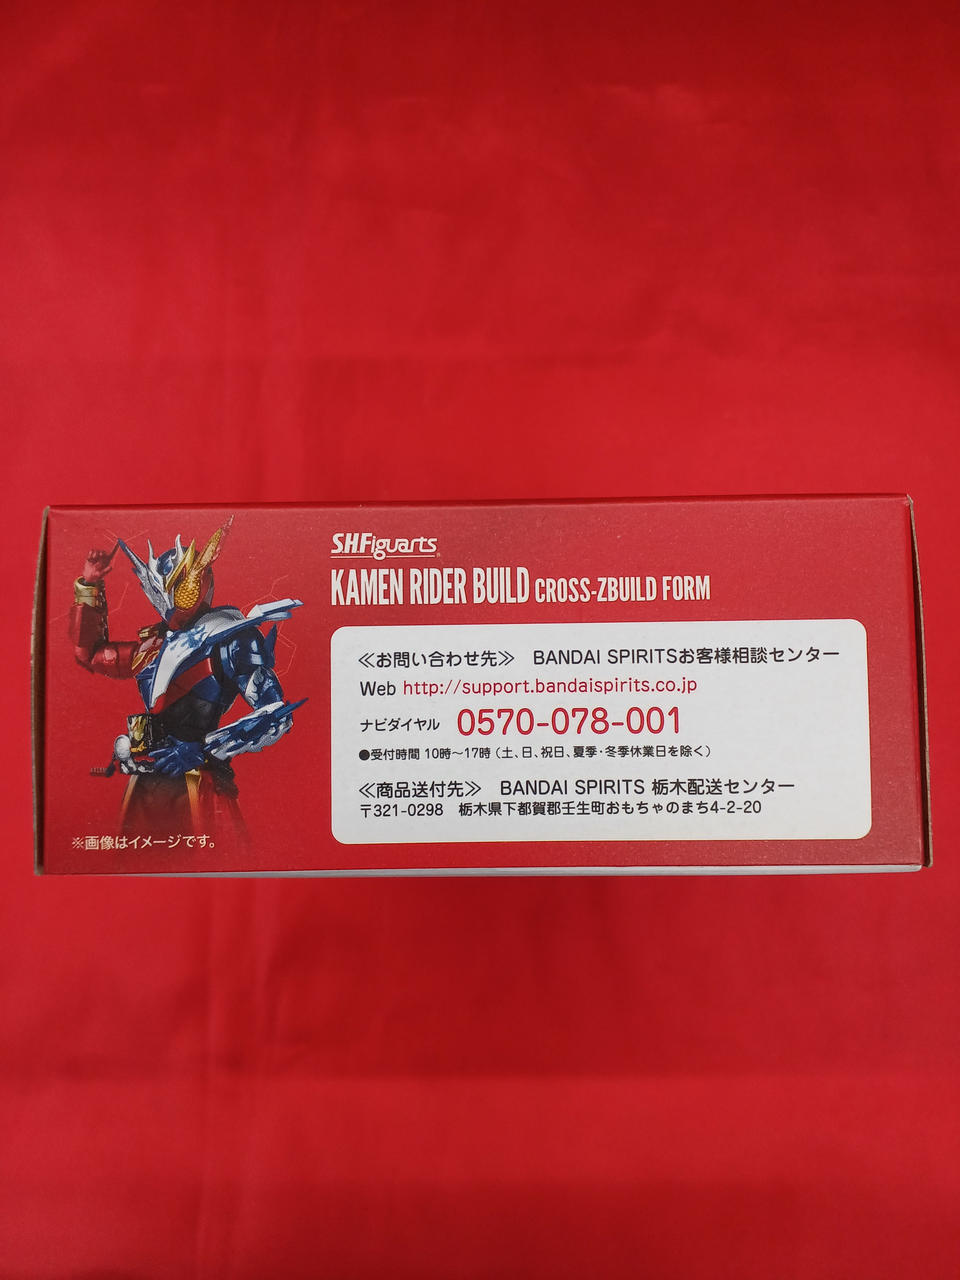 S.H.Figuarts
KAMEN RIDER BUILD CROSS-ZBUILD FORM
≪お問い合わせ先≫ BANDAI SPIRITSお客様相談センター
Web http://support.bandaispirits.co.jp
ナビダイヤル 0570-078-001
●受付時間 10時～17時（土、日、祝日、夏季・冬季休業日を除く）
≪商品送付先≫ BANDAI SPIRITS 栃木配送センター
〒321-0298 栃木県下都賀郡壬生町おもちゃのまち4-2-20
※画像はイメージです。